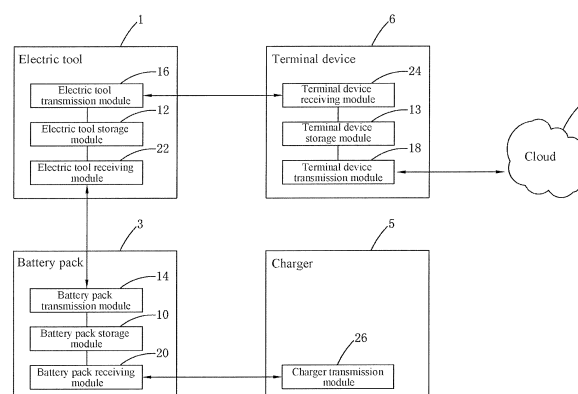 1
Electric tool
16
Electric tool
transmission module
12
Electric tool storage
module
22
Electric tool receiving
module
6
Terminal device
24
Terminal device
receiving module
13
Terminal device
storage module
18
Terminal device
transmission module
Cloud
3
Battery pack
14
Battery pack
transmission module
10
Battery pack storage
module
20
Battery pack receiving
module
5
Charger
26
Charger transmission
module